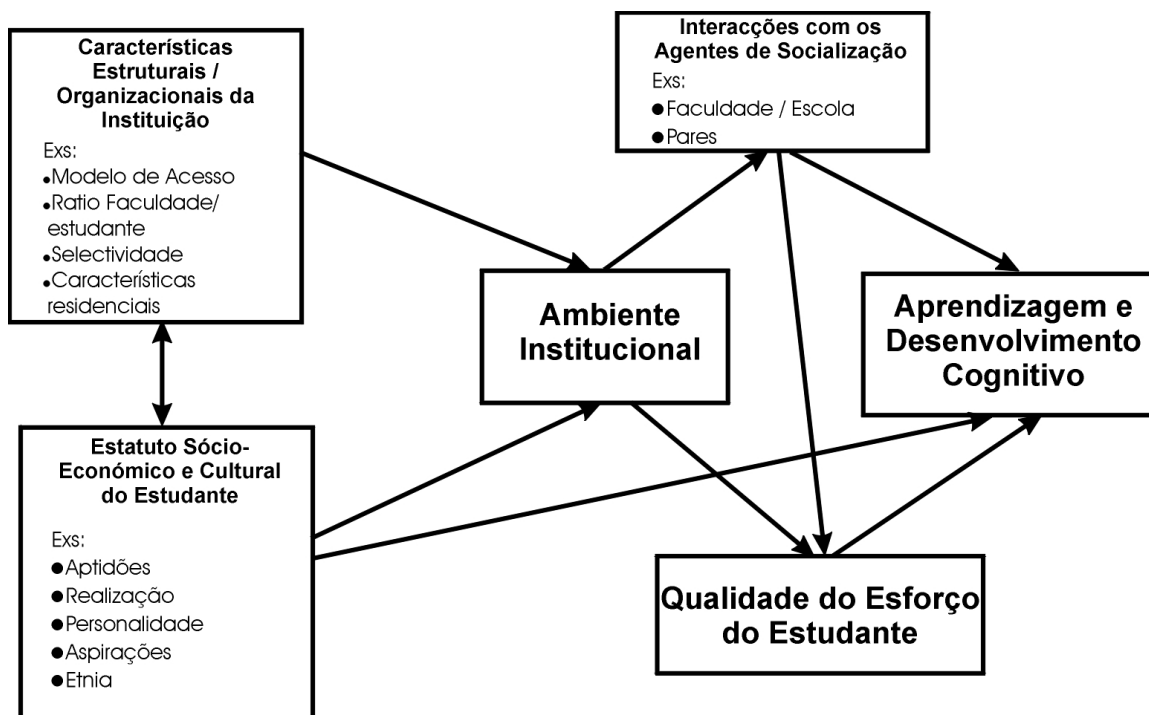 Característícas
Estruturais /
Organizacionais da
Instituição
Exs:
●Modelo de Acesso
●Ratio Faculdade/
estudante
●Selectividade
●Característícas
residenciais
Interacções com os
Agentes de Socialização
Exs:
●Faculdade / Escola
●Pares
Ambiente
Institucional
Aprendizagem e
Desenvolvimento
Cognitivo
Estatuto Sócio-
Económico e Cultural
do Estudante
Exs:
●Aptidões
●Realização
●Personalidade
●Aspirações
●Etnia
Qualidade do Esforço
do Estudante